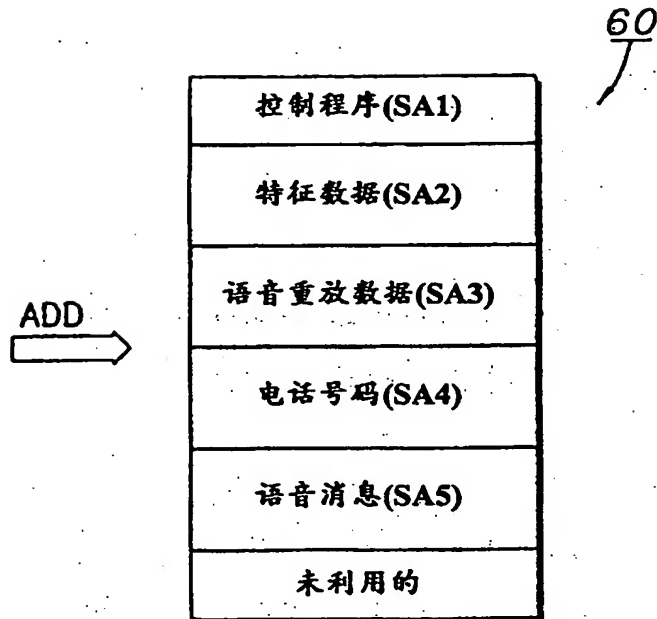 60
控制程序(SA1)
特征数据(SA2)
语音重放数据(SA3)
ADD
电话号码(SA4)
语音消息(SA5)
未利用的